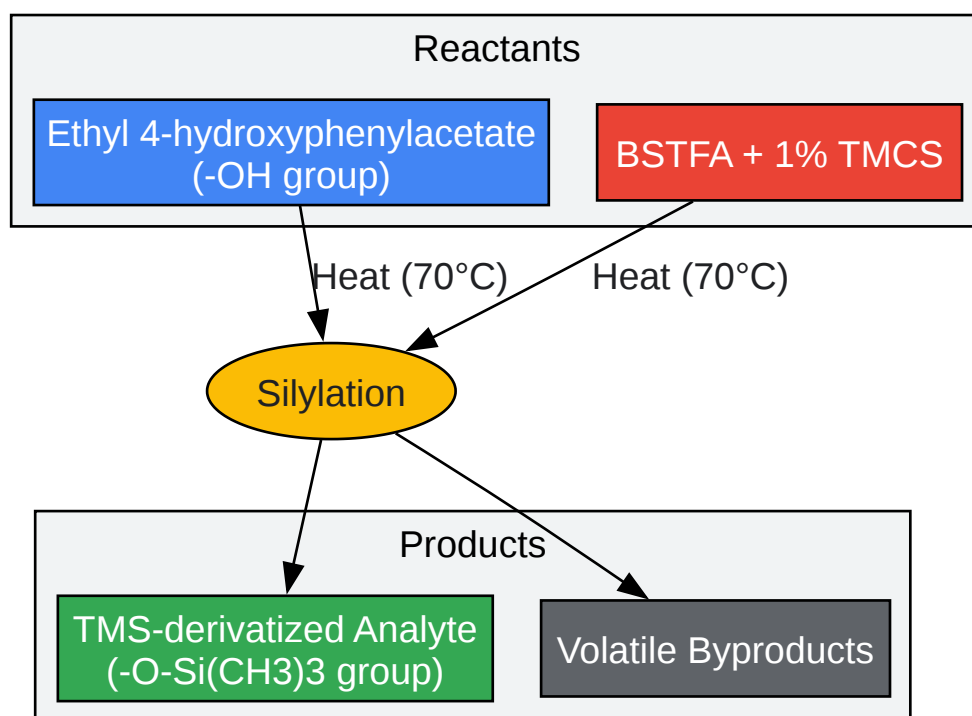 Reactants
Ethyl 4-hydroxyphenylacetate
(-OH group)
BSTFA + 1% TMCS
Heat (70°C)
Heat (70°C)
Silylation
Products
TMS-derivatized Analyte
(-O-Si(CH3)3 group)
Volatile Byproducts